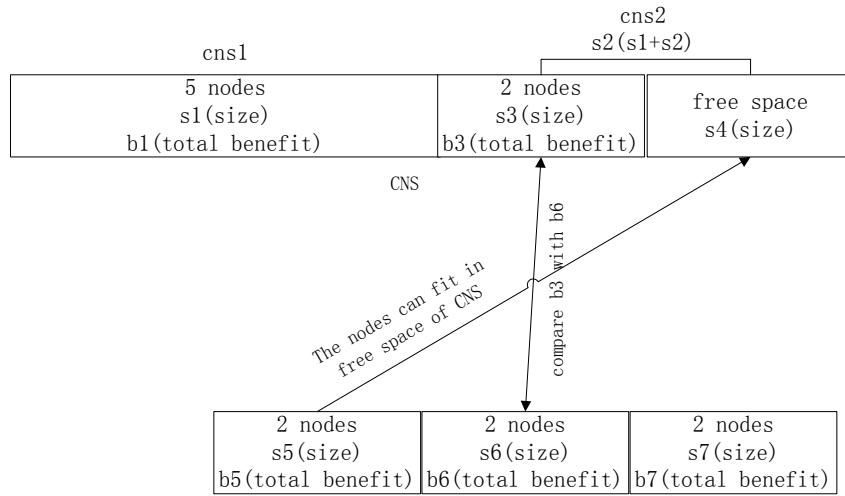 cns2
s2(s1+s2)
cns1
5 nodes
s1(size)
b1(total benefit)
2 nodes
s3(size)
b3(total benefit)
free space
s4(size)
CNS
The nodes can fit in
free space of CNS
compare b3 with b6
2 nodes
s5(size)
b5(total benefit)
2 nodes
s6(size)
b6(total benefit)
2 nodes
s7(size)
b7(total benefit)